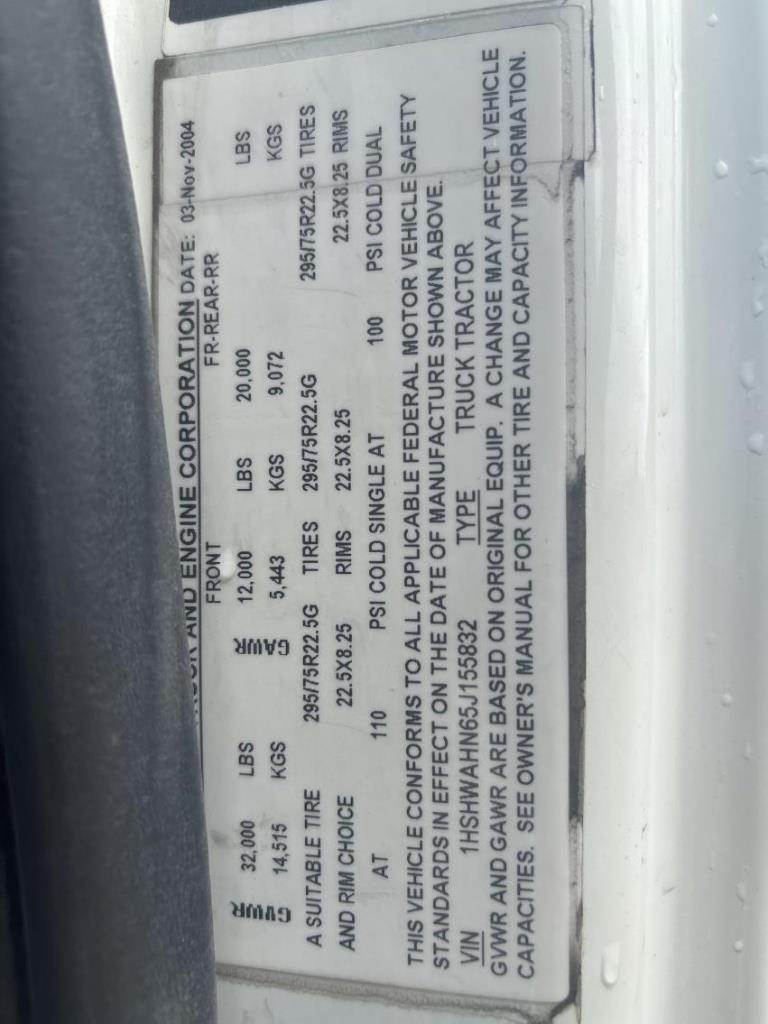 AND ENGINE CORPORATION DATE: 03-Nov-2004
FRONT FR-REAR-RR
GVWR 32,000 LBS GAWR 12,000 LBS 20,000 LBS
14,515 KGS 5,443 KGS 9,072 KGS
A SUITABLE TIRE 295/75R22.5G TIRES 295/75R22.5G 295/75R22.5G TIRES
AND RIM CHOICE 22.5X8.25 RIMS 22.5X8.25 22.5X8.25 RIMS
AT 110 PSI COLD SINGLE AT 100 PSI COLD DUAL
THIS VEHICLE CONFORMS TO ALL APPLICABLE FEDERAL MOTOR VEHICLE SAFETY
STANDARDS IN EFFECT ON THE DATE OF MANUFACTURE SHOWN ABOVE.
VIN 1HSHWAHN65J155832 TYPE TRUCK TRACTOR
GVWR AND GAWR ARE BASED ON ORIGINAL EQUIP. A CHANGE MAY AFFECT VEHICLE
CAPACITIES. SEE OWNER'S MANUAL FOR OTHER TIRE AND CAPACITY INFORMATION.